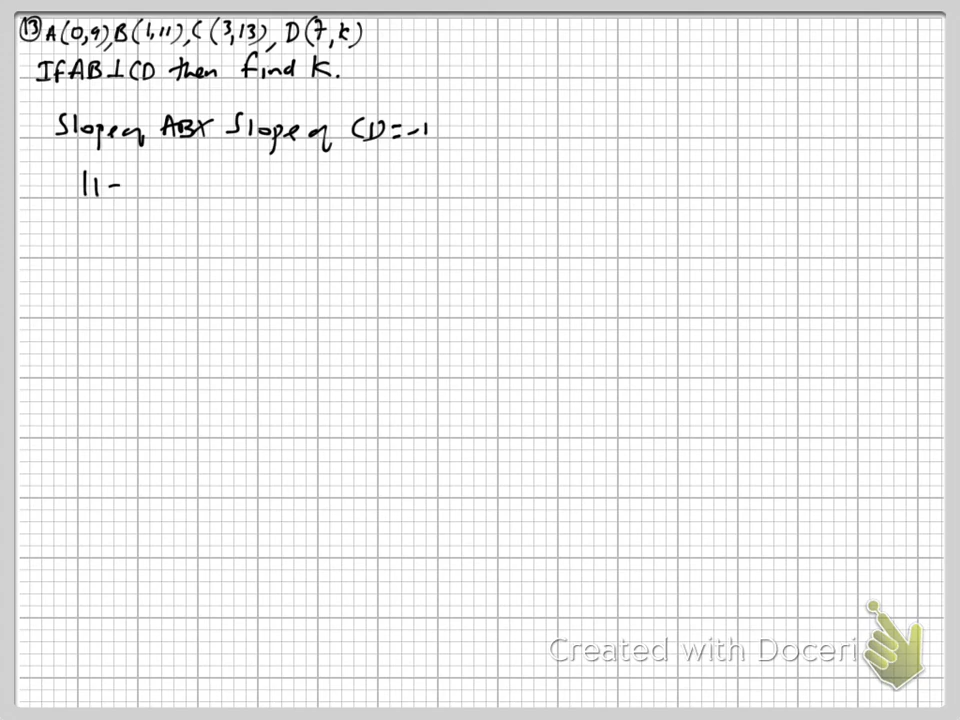 ⑬ A(0,9), B(1,11), C(3,13), D(7,k)
If AB⊥CD then find k.
Slope of AB × Slope of CD = -1
11 -
Created with Doceri